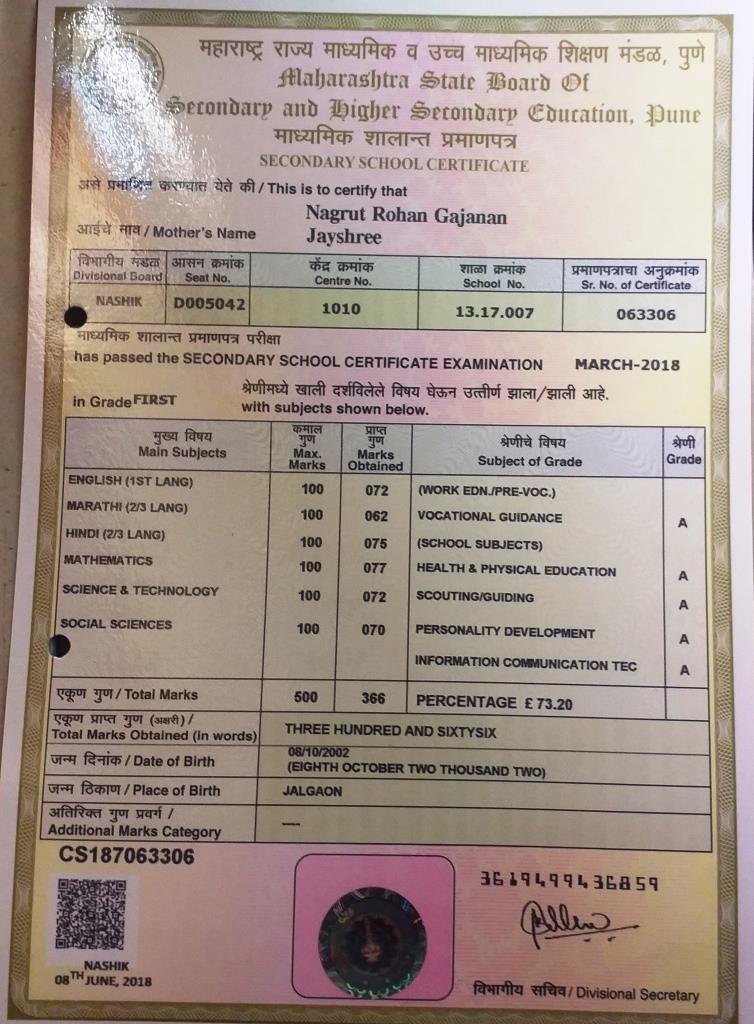 महाराष्ट्र राज्य माध्यमिक व उच्च माध्यमिक शिक्षण मंडळ, पुणे
Maharashtra State Board Of
Secondary and Higher Secondary Education, Pune
माध्यमिक शालान्त प्रमाणपत्र
SECONDARY SCHOOL CERTIFICATE
असे प्रमाणित करण्यात येते की / This is to certify that
Nagrut Rohan Gajanan
आईचे नाव / Mother's Name Jayshree
विभागीय मंडळ आसन क्रमांक केंद्र क्रमांक शाळा क्रमांक प्रमाणपत्राचा अनुक्रमांक
Divisional Board Seat No. Centre No. School No. Sr. No. of Certificate
NASHIK D005042 1010 13.17.007 063306
माध्यमिक शालान्त प्रमाणपत्र परीक्षा
has passed the SECONDARY SCHOOL CERTIFICATE EXAMINATION MARCH-2018
in Grade FIRST श्रेणीमध्ये खाली दर्शविलेले विषय घेऊन उत्तीर्ण झाला/झाली आहे.
with subjects shown below.
मुख्य विषय कमाल गुण प्राप्त गुण श्रेणीचे विषय श्रेणी
Main Subjects Max. Marks Marks Obtained Subject of Grade Grade
ENGLISH (1ST LANG) 100 072 (WORK EDN./PRE-VOC.)
MARATHI (2/3 LANG) 100 062 VOCATIONAL GUIDANCE A
HINDI (2/3 LANG) 100 075 (SCHOOL SUBJECTS)
MATHEMATICS 100 077 HEALTH & PHYSICAL EDUCATION A
SCIENCE & TECHNOLOGY 100 072 SCOUTING/GUIDING A
SOCIAL SCIENCES 100 070 PERSONALITY DEVELOPMENT A
INFORMATION COMMUNICATION TEC A
एकूण गुण / Total Marks 500 366 PERCENTAGE £ 73.20
एकूण प्राप्त गुण (अक्षरी) /
Total Marks Obtained (in words) THREE HUNDRED AND SIXTYSIX
जन्म दिनांक / Date of Birth 08/10/2002
(EIGHTH OCTOBER TWO THOUSAND TWO)
जन्म ठिकाण / Place of Birth JALGAON
अतिरिक्त गुण प्रवर्ग /
Additional Marks Category ----
CS187063306
3619499436859
NASHIK
08TH JUNE, 2018
विभागीय सचिव / Divisional Secretary